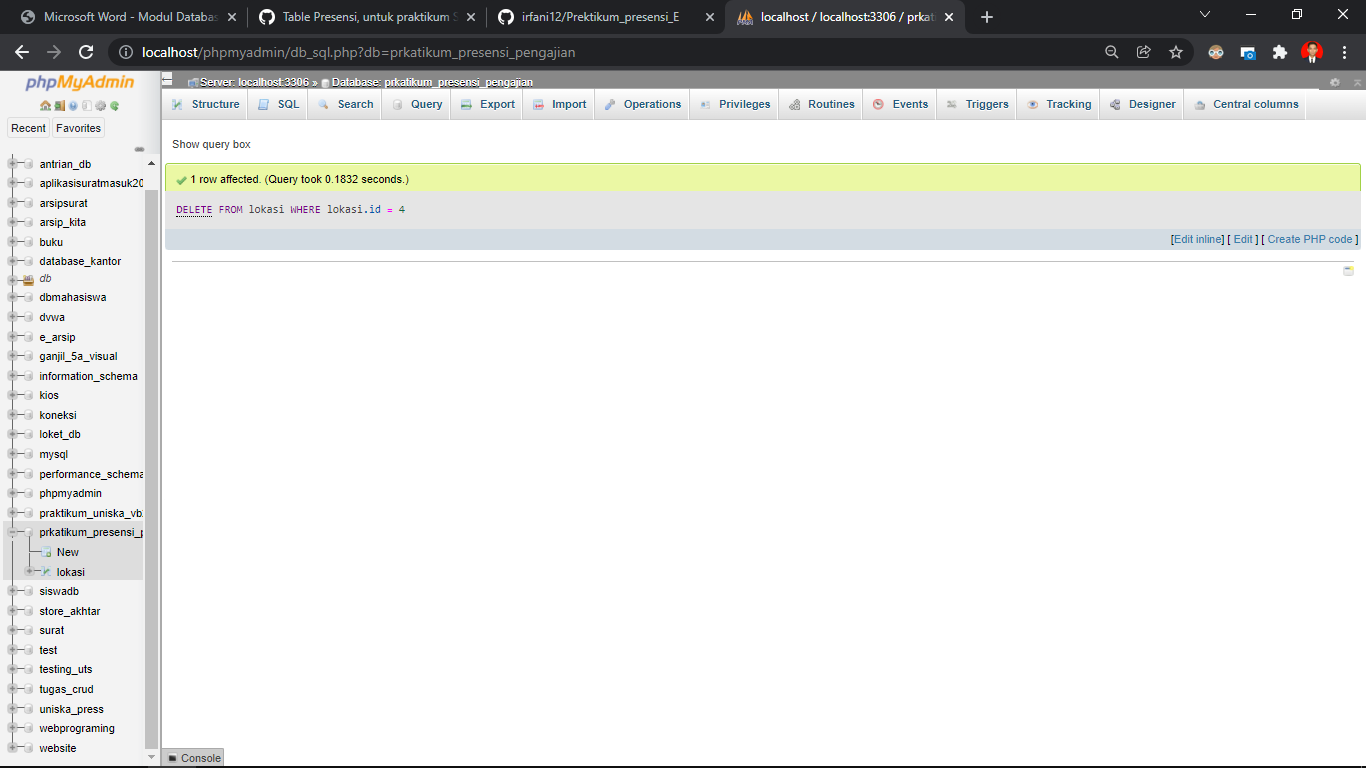 Microsoft Word - Modul Databas
Table Presensi, untuk praktikum S
irfani12/Prektikum_presensi_E
localhost / localhost:3306 / prkati
localhost/phpmyadmin/db_sql.php?db=prkatikum_presensi_pengajian
phpMyAdmin
Recent
Favorites
antrian_db
aplikasisuratmasuk20
arsipsurat
arsip_kita
buku
database_kantor
db
dbmahasiswa
dvwa
e_arsip
ganjil_5a_visual
information_schema
kios
koneksi
loket_db
mysql
performance_schema
phpmyadmin
praktikum_uniska_vb
prkatikum_presensi_p
New
lokasi
siswadb
store_akhtar
surat
test
testing_uts
tugas_crud
uniska_press
webprograming
website
Server: localhost:3306 » Database: prkatikum_presensi_pengajian
Structure
SQL
Search
Query
Export
Import
Operations
Privileges
Routines
Events
Triggers
Tracking
Designer
Central columns
Show query box
1 row affected. (Query took 0.1832 seconds.)
DELETE FROM lokasi WHERE lokasi.id = 4
[Edit inline] [ Edit ] [ Create PHP code ]
Console